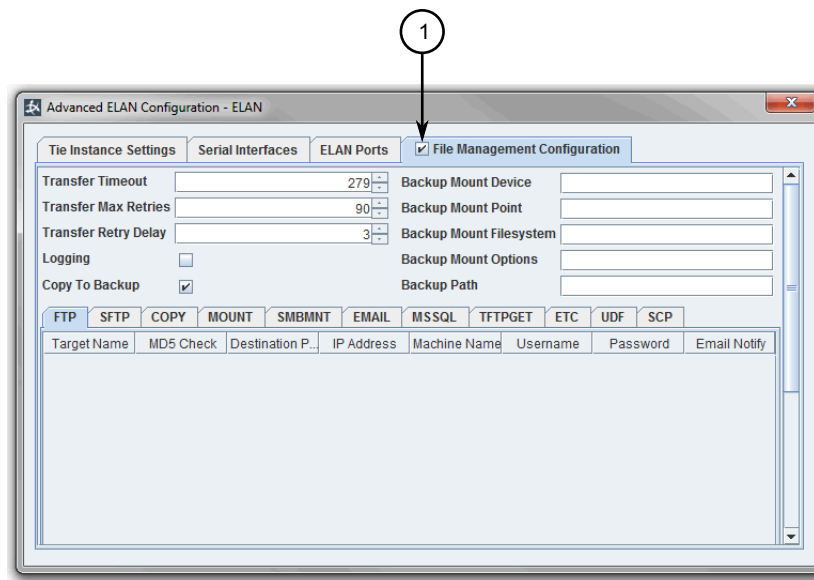 1
Advanced ELAN Configuration - ELAN
Tie Instance Settings Serial Interfaces ELAN Ports File Management Configuration
Transfer Timeout 279 Backup Mount Device
Transfer Max Retries 90 Backup Mount Point
Transfer Retry Delay 3 Backup Mount Filesystem
Logging Backup Mount Options
Copy To Backup Backup Path
FTP SFTP COPY MOUNT SMBMNT EMAIL MSSQL TFTPGET ETC UDF SCP
Target Name MD5 Check Destination P... IP Address Machine Name Username Password Email Notify